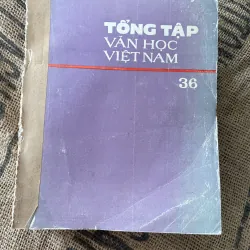 TỔNG TẬP
VĂN HỌC
VIỆT NAM
36